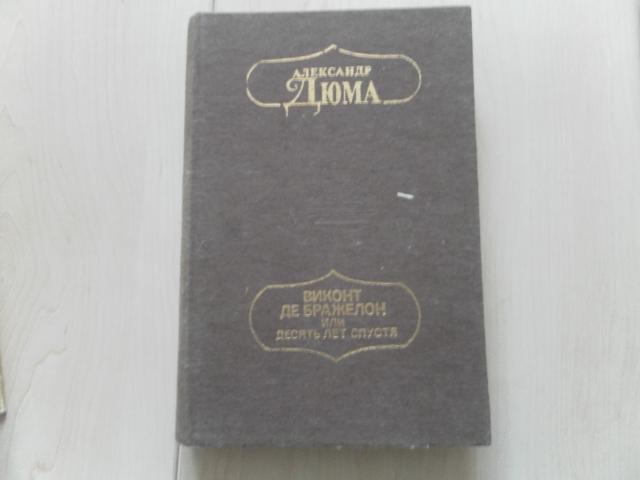 АЛЕКСАНДР
ДЮМА
ВИКОНТ
ДЕ БРАЖЕЛОН
ИЛИ
ДЕСЯТЬ ЛЕТ СПУСТЯ